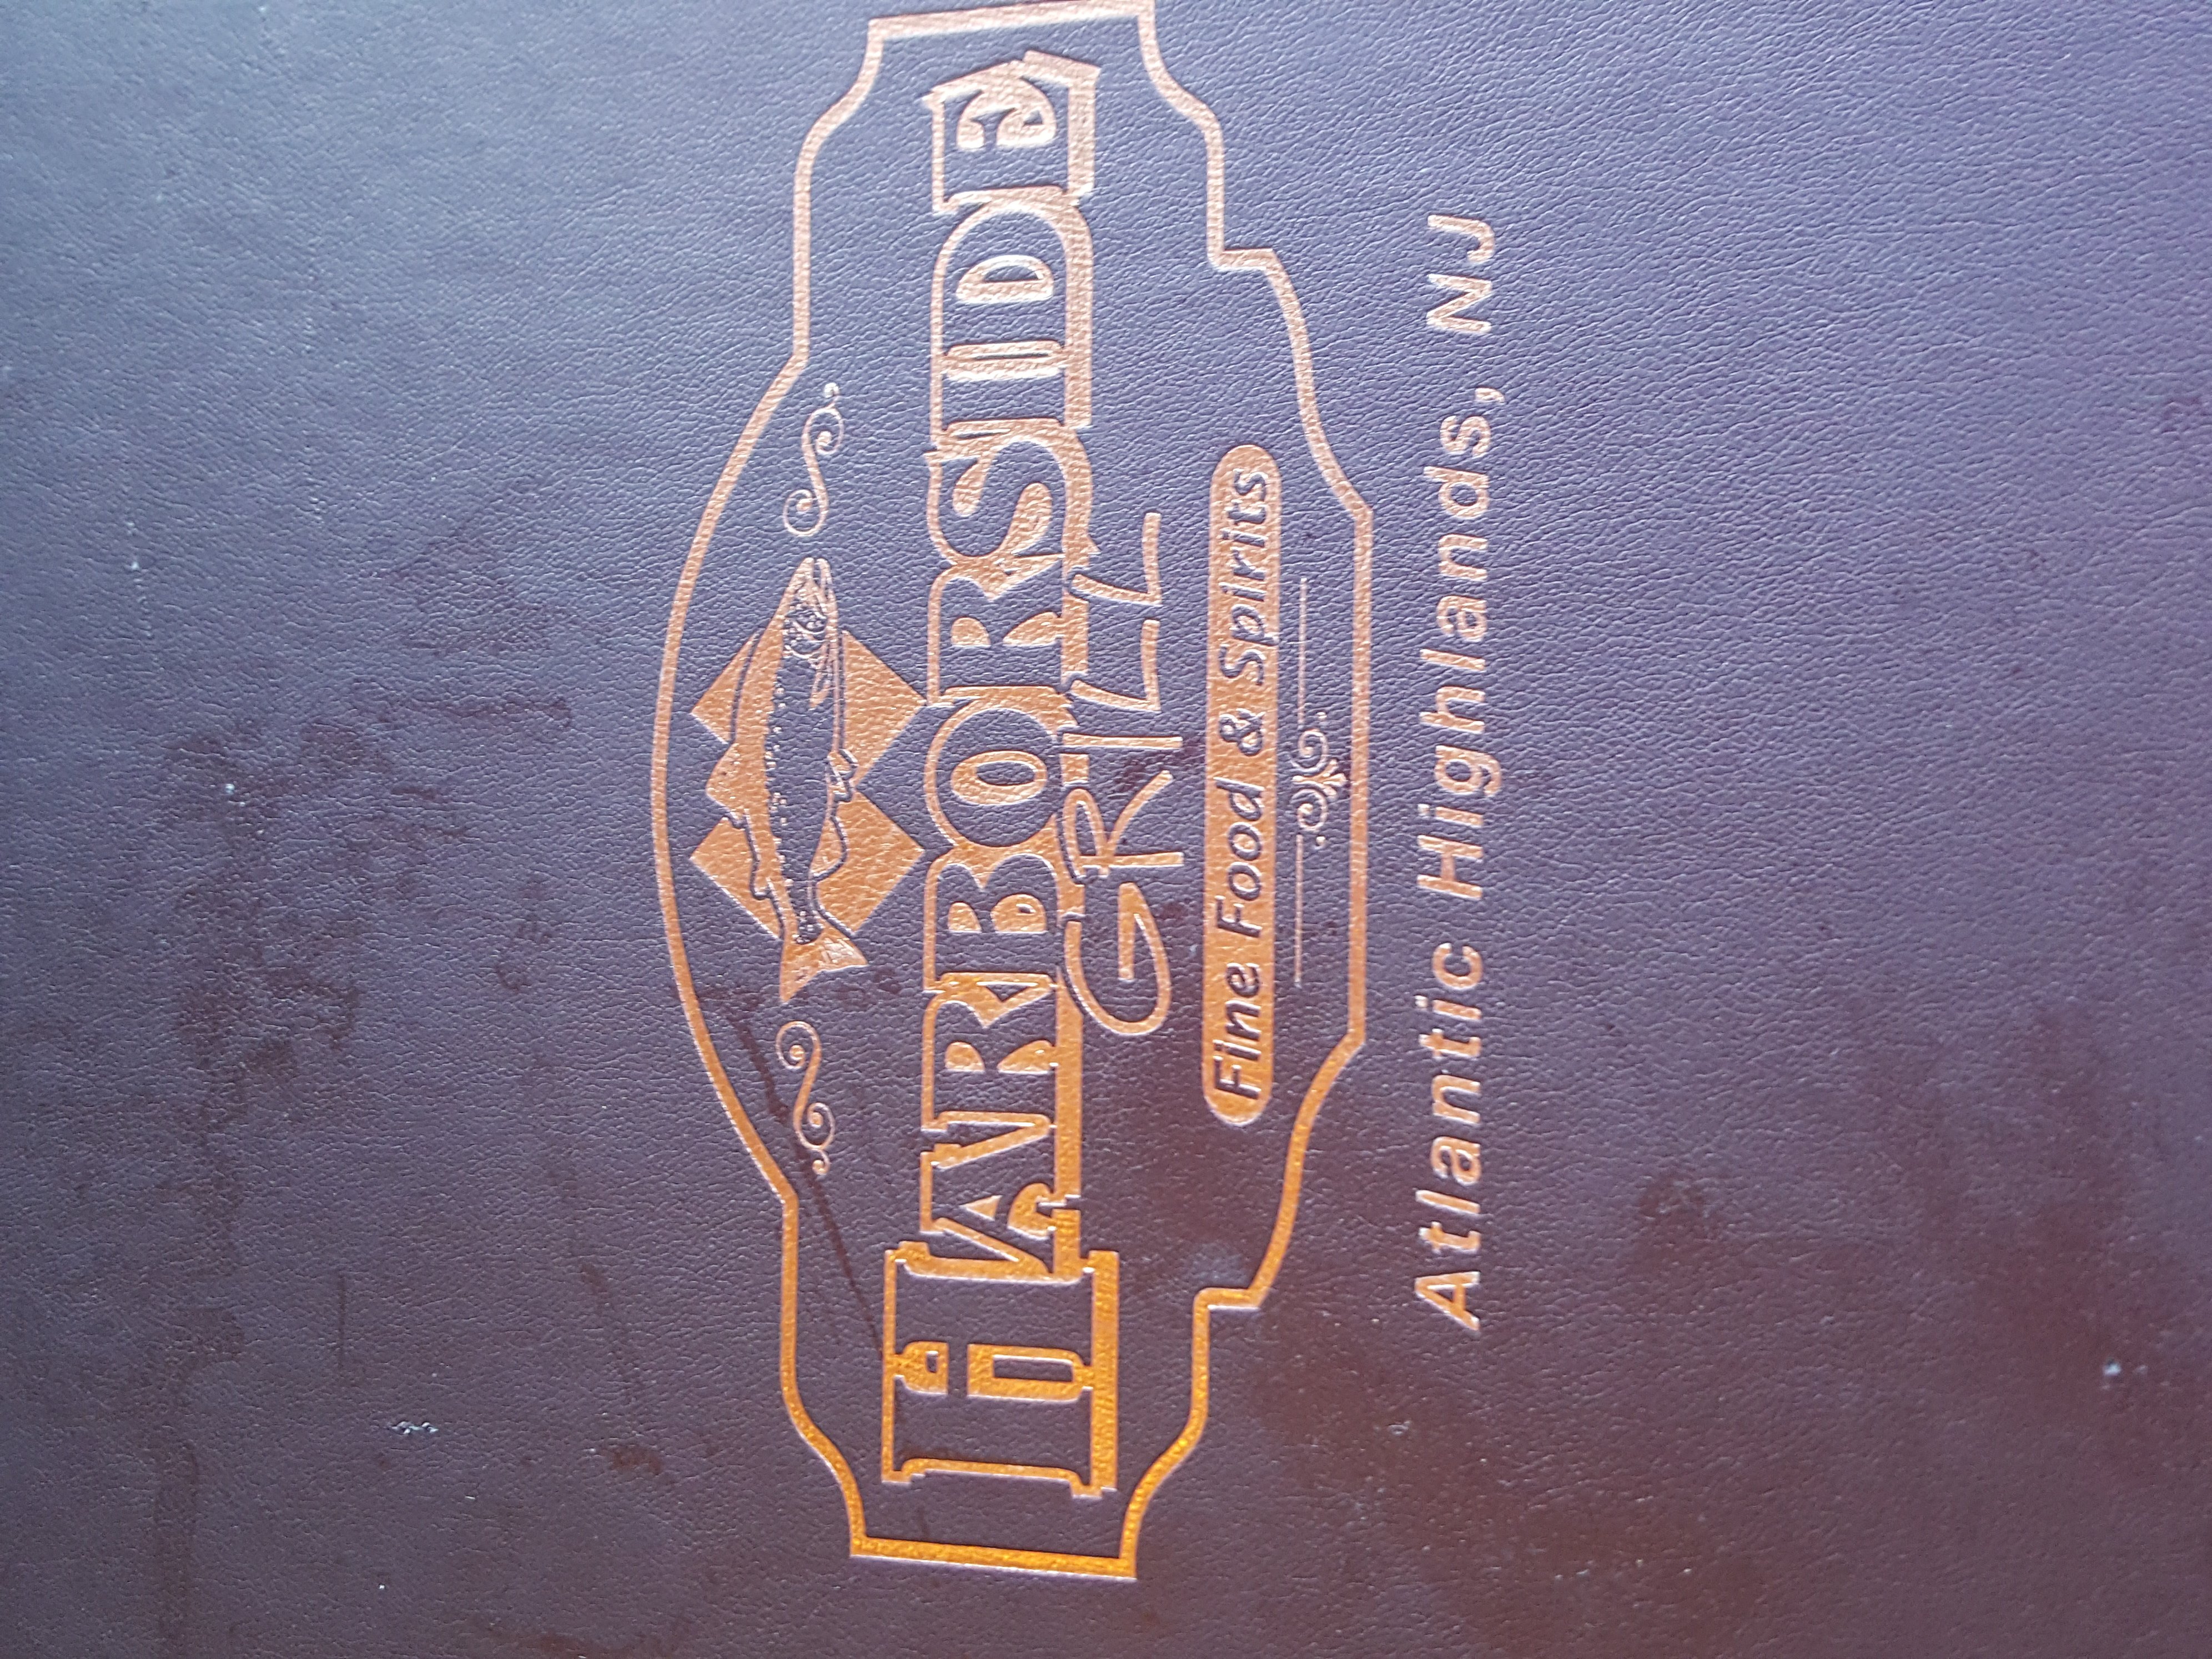 HARBORSIDE
GRILL
Fine Food & Spirits
Atlantic Highlands, NJ